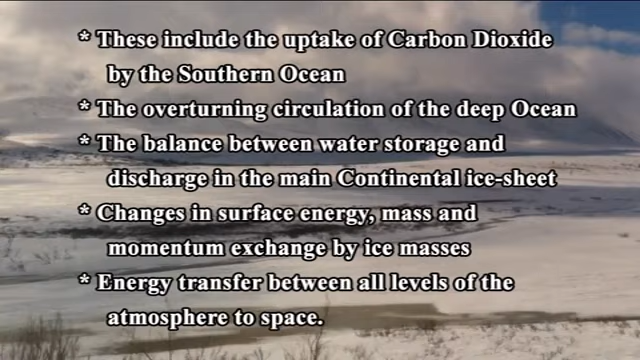 * These include the uptake of Carbon Dioxide
by the Southern Ocean
* The overturning circulation of the deep Ocean
* The balance between water storage and
discharge in the main Continental ice-sheet
* Changes in surface energy, mass and
momentum exchange by ice masses
* Energy transfer between all levels of the
atmosphere to space.